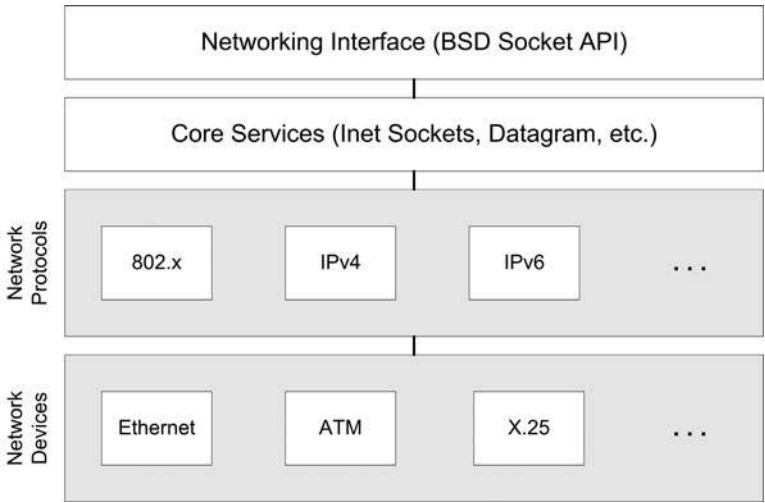 Networking Interface (BSD Socket API)
Core Services (Inet Sockets, Datagram, etc.)
Network
Protocols
802.x
IPv4
IPv6
...
Network
Devices
Ethernet
ATM
X.25
...